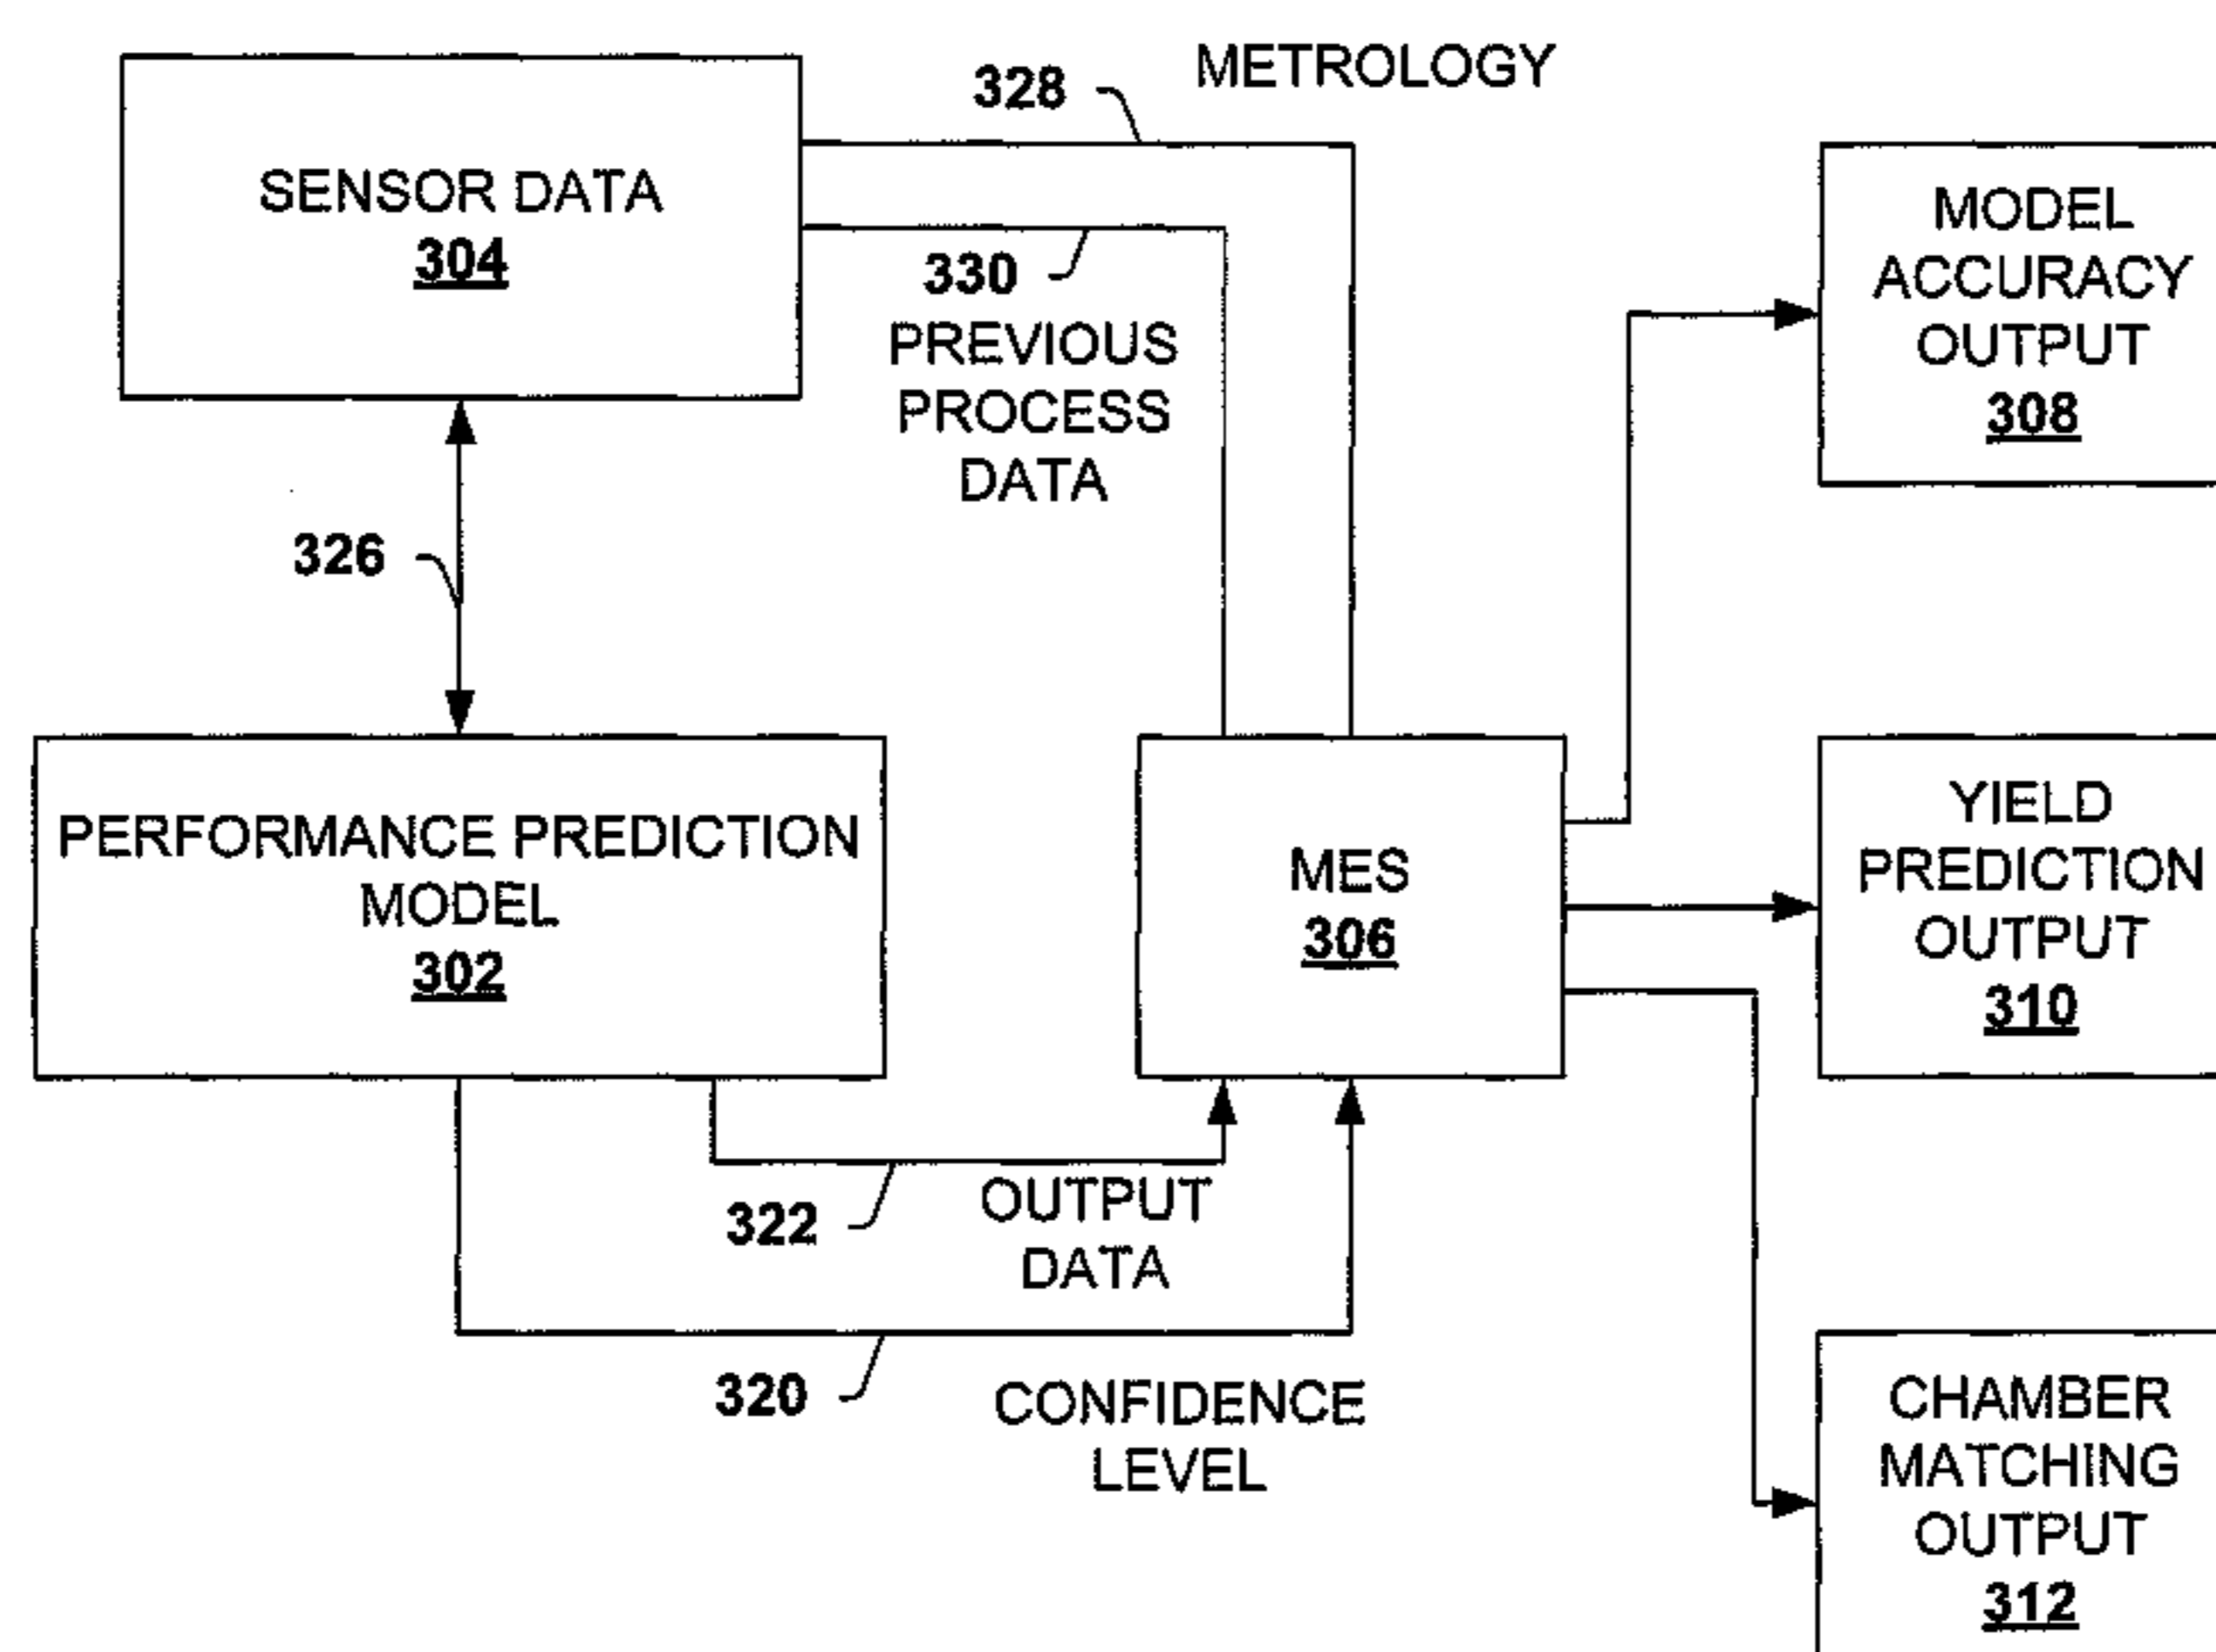 METROLOGY
328
SENSOR DATA
304
330
PREVIOUS
PROCESS
DATA
MODEL
ACCURACY
OUTPUT
308
326
PERFORMANCE PREDICTION
MODEL
302
MES
306
YIELD
PREDICTION
OUTPUT
310
322
OUTPUT
DATA
320
CONFIDENCE
LEVEL
CHAMBER
MATCHING
OUTPUT
312